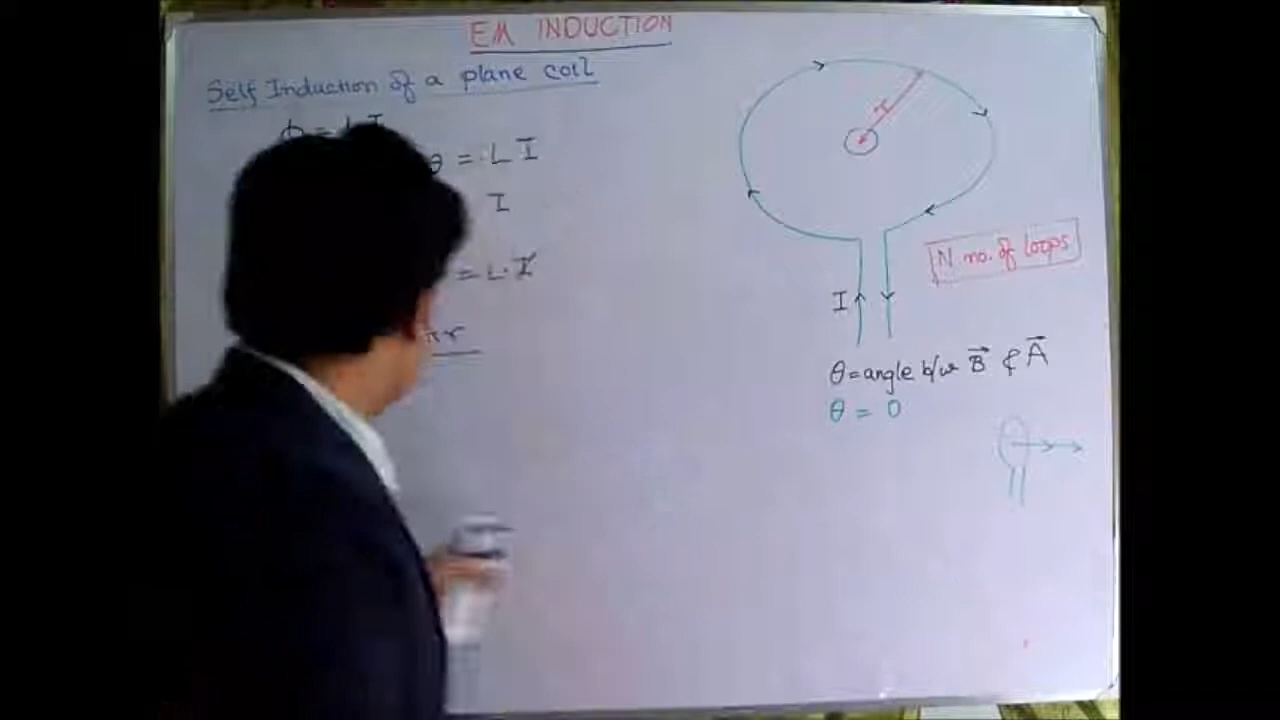 EM INDUCTION
Self Induction of a plane coil
ϕ = L I
θ = L I
I
= L·I
πr
r
N no. of loops
I
θ = angle b/w B⃗ & A⃗
θ = 0